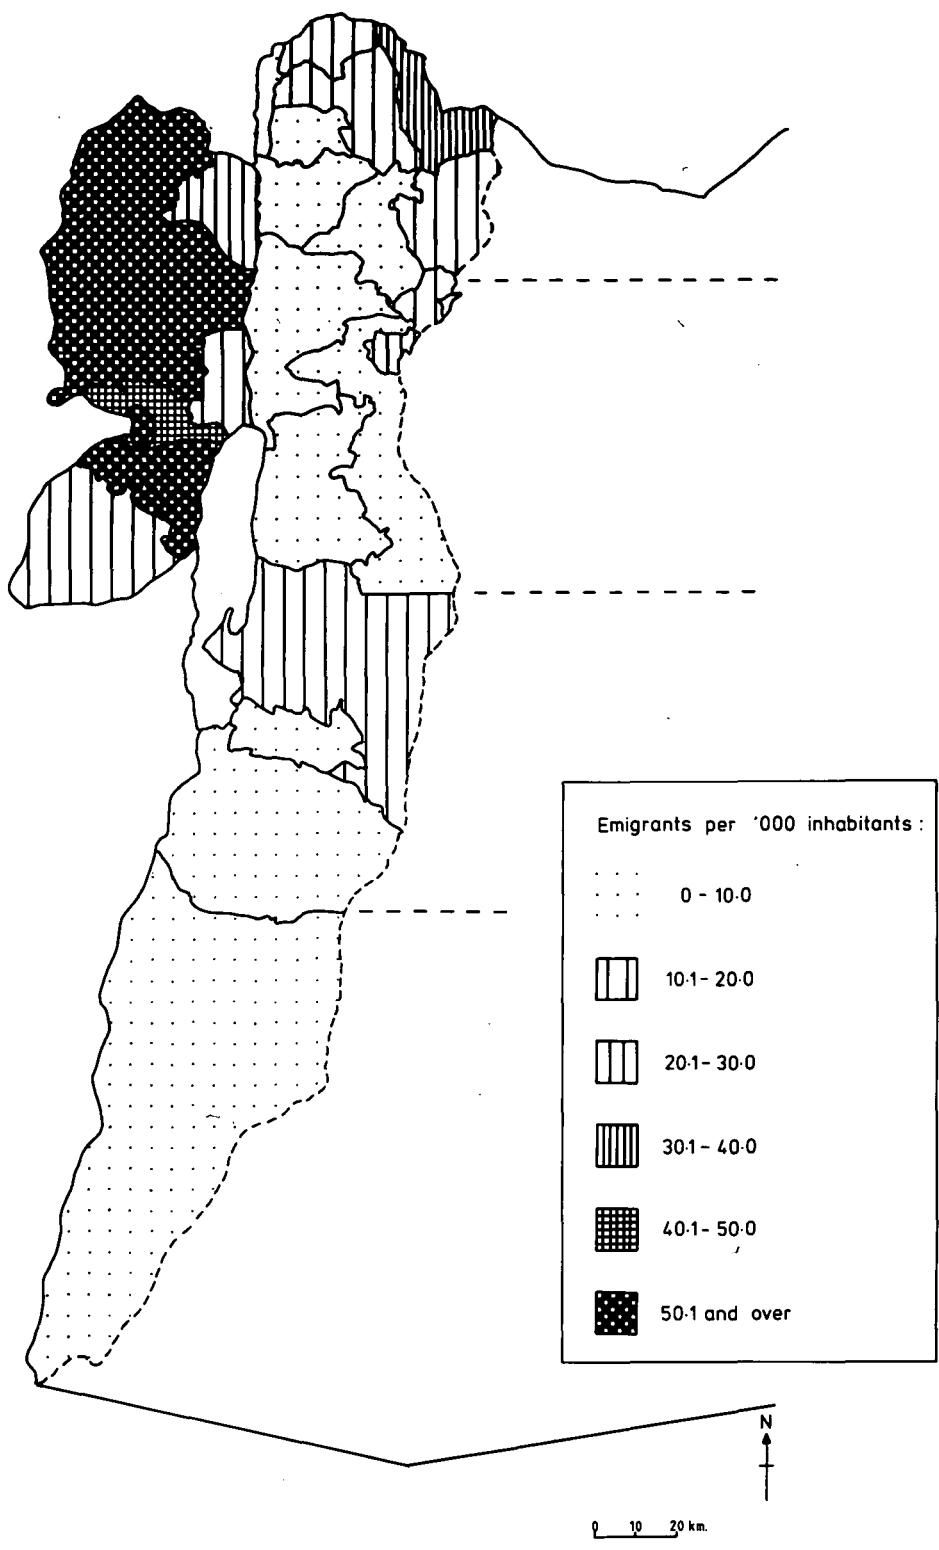 Emigrants per '000 inhabitants :
0 - 10·0
10·1 - 20·0
20·1 - 30·0
30·1 - 40·0
40·1 - 50·0
50·1 and over
N
0 10 20 km.